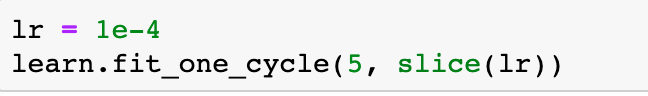 lr = 1e-4
learn.fit_one_cycle(5, slice(lr))